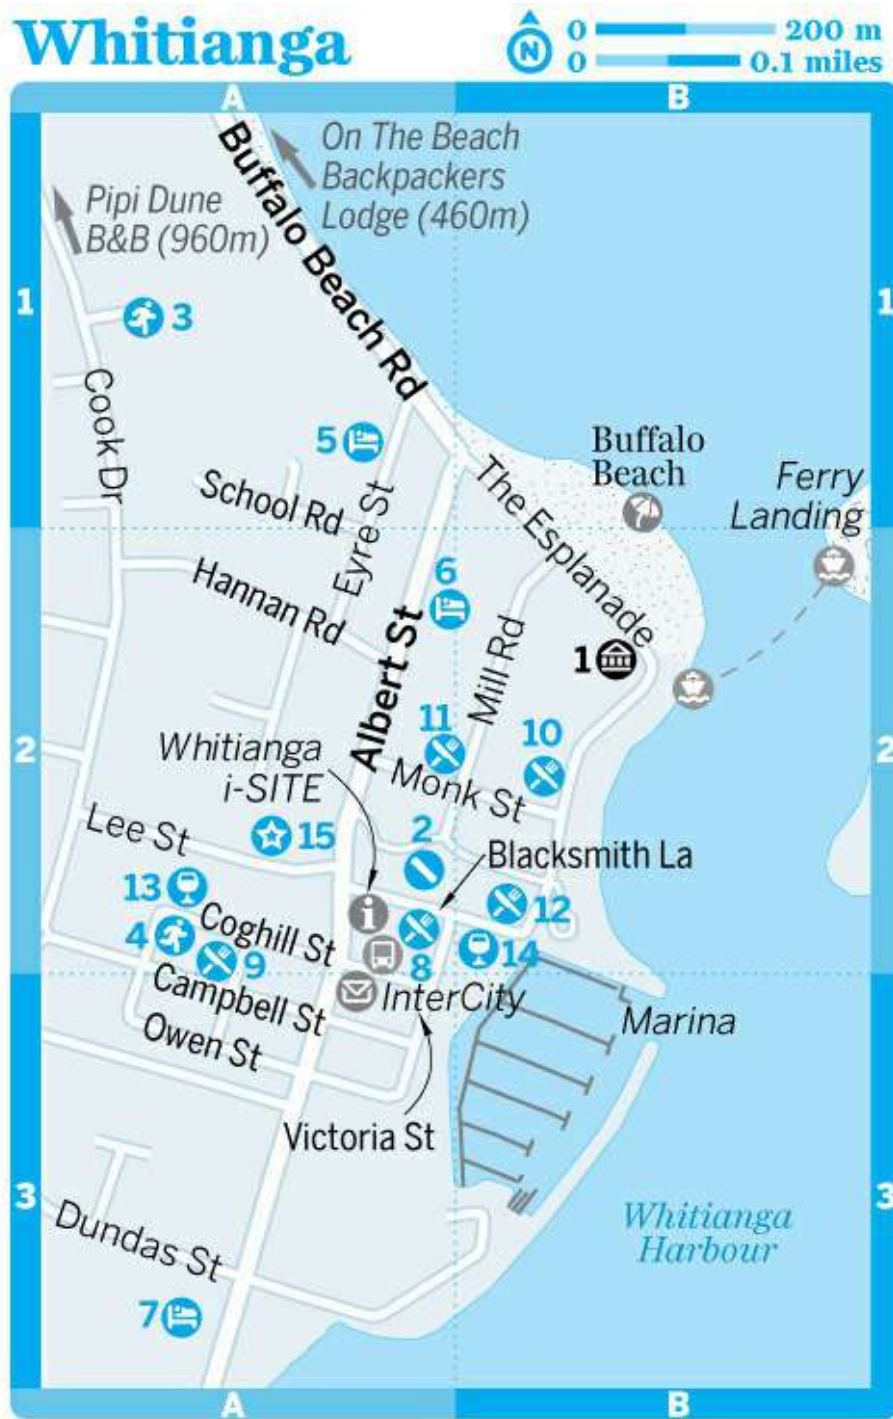 Whitianga
N
0 200 m
0 0.1 miles
A B
Buffalo Beach Rd
On The Beach
Backpackers
Lodge (460m)
Pipi Dune
B&B (960m)
1 1
3
Cook Dr
5
Buffalo
Beach
Ferry
Landing
School Rd
The Esplanade
Eyre St
6
Hannan Rd
Albert St
Mill Rd
1
11
10
Whitianga
i-SITE
2 2
Monk St
Lee St
15
2
Blacksmith La
13
12
Coghill St
4
i
9
8
14
Campbell St
InterCity
Marina
Owen St
Victoria St
3 3
Dundas St
Whitianga
Harbour
7
A B